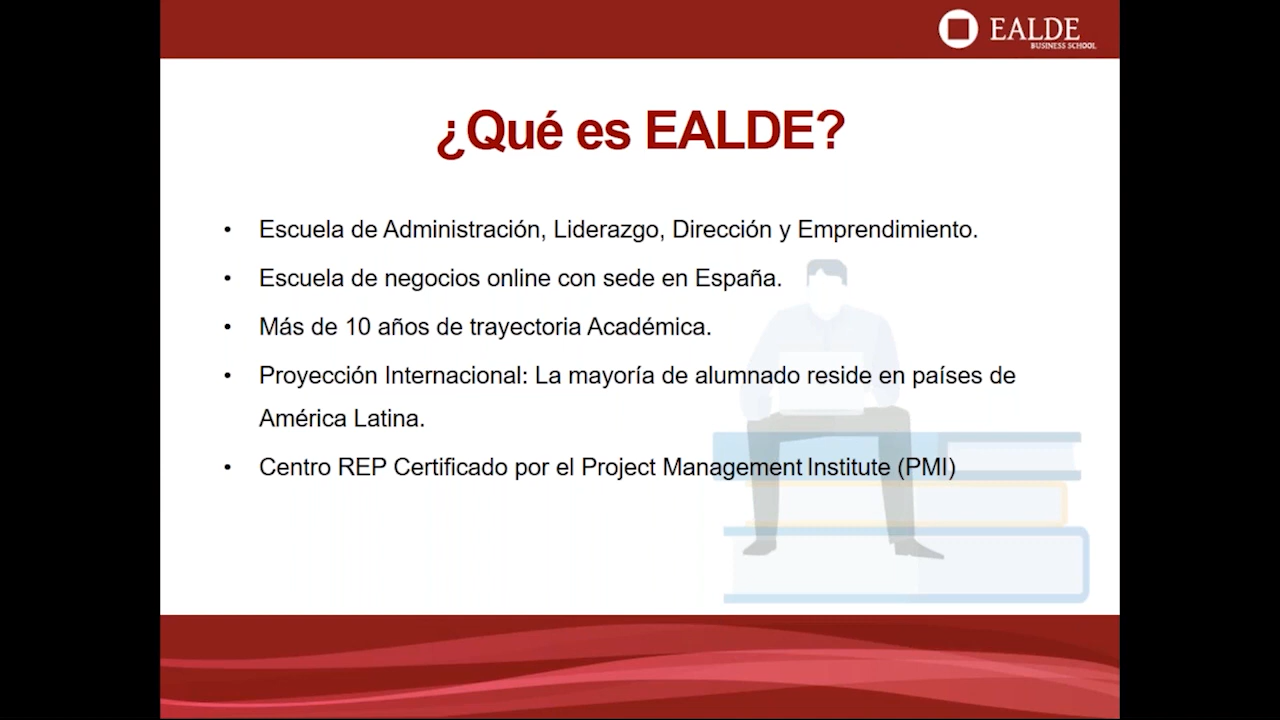 EALDE
BUSINESS SCHOOL
¿Qué es EALDE?
• Escuela de Administración, Liderazgo, Dirección y Emprendimiento.
• Escuela de negocios online con sede en España.
• Más de 10 años de trayectoria Académica.
• Proyección Internacional: La mayoría de alumnado reside en países de
América Latina.
• Centro REP Certificado por el Project Management Institute (PMI)